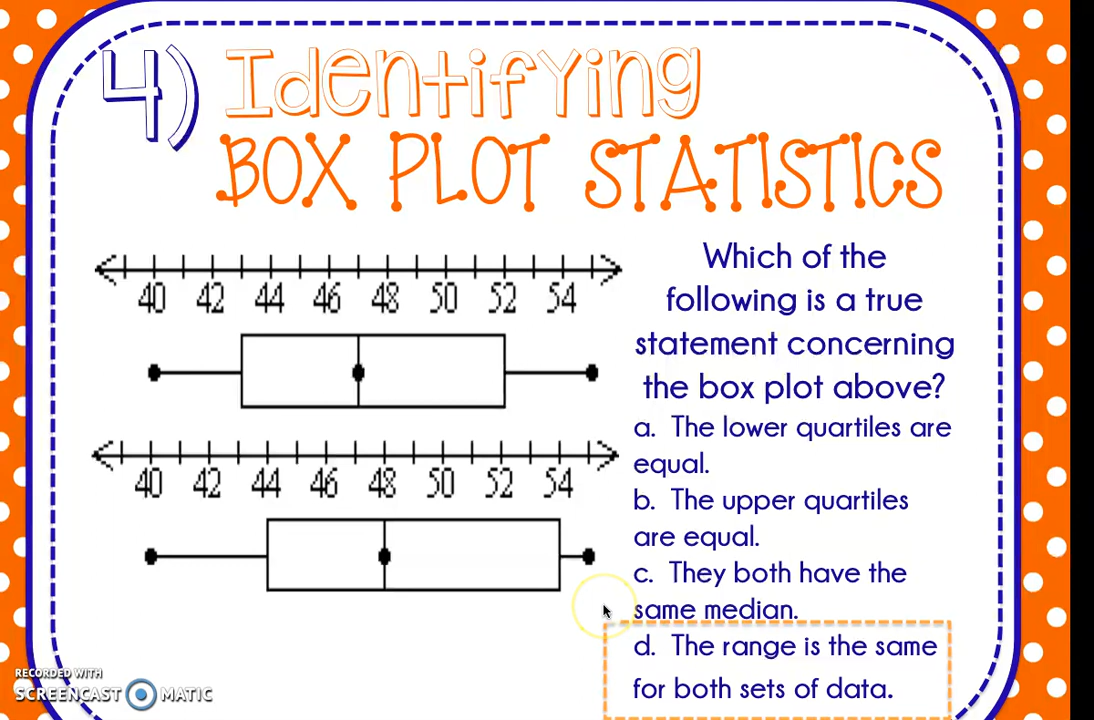 4) Identifying
BOX PLOT STATISTICS
40 42 44 46 48 50 52 54
40 42 44 46 48 50 52 54
Which of the
following is a true
statement concerning
the box plot above?
a. The lower quartiles are
equal.
b. The upper quartiles
are equal.
c. They both have the
same median.
d. The range is the same
for both sets of data.
RECORDED WITH
SCREENCAST MATIC